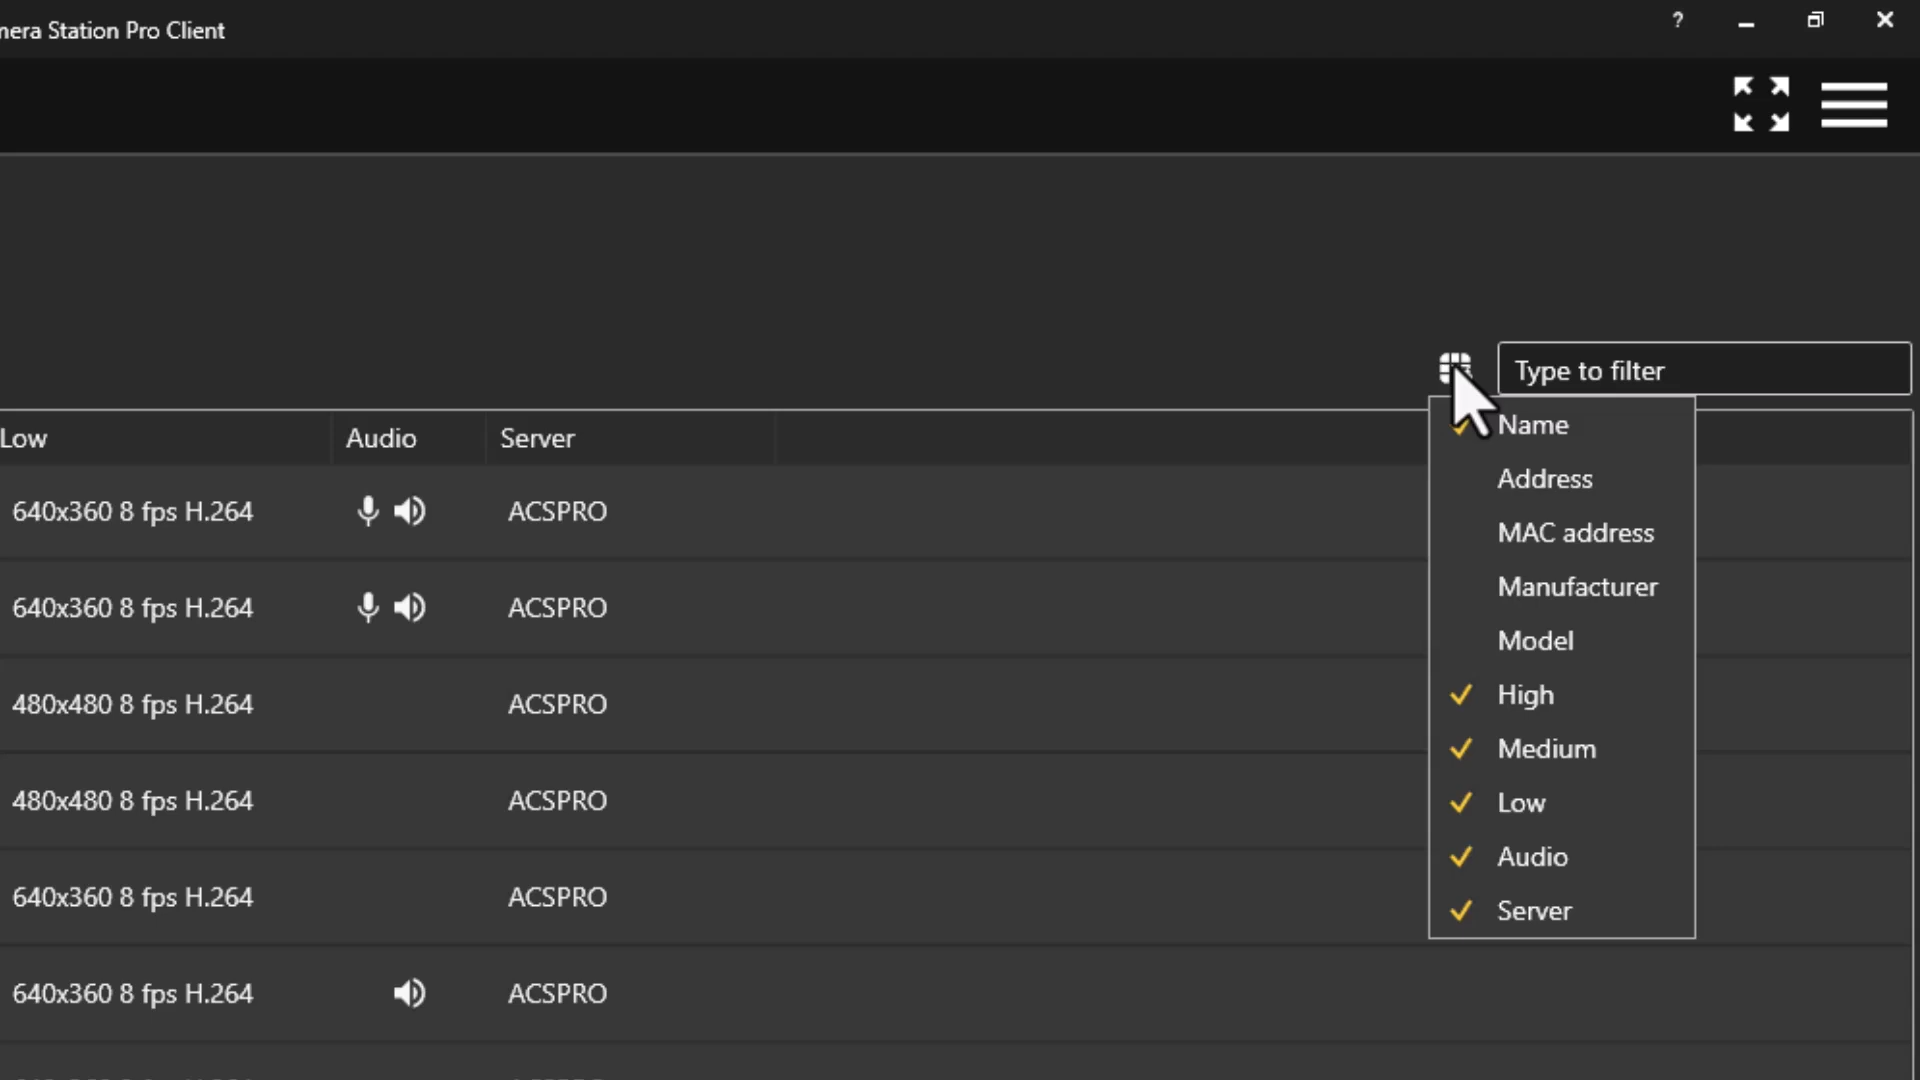 mera Station Pro Client
?
Type to filter
Low Audio Server
640x360 8 fps H.264 ACSPRO
640x360 8 fps H.264 ACSPRO
480x480 8 fps H.264 ACSPRO
480x480 8 fps H.264 ACSPRO
640x360 8 fps H.264 ACSPRO
640x360 8 fps H.264 ACSPRO
Name
Address
MAC address
Manufacturer
Model
High
Medium
Low
Audio
Server